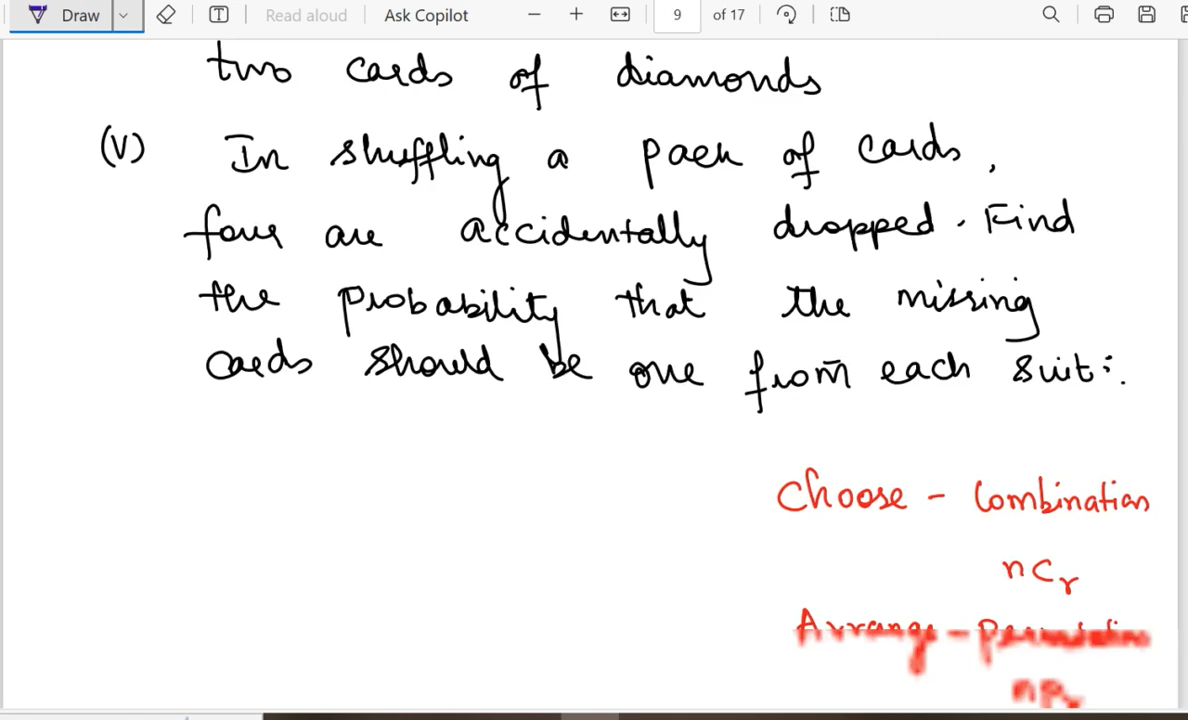 Draw
Read aloud
Ask Copilot
9
of 17
two cards of diamonds
(V) In shuffling a pack of cards,
four are accidentally dropped. Find
the probability that the missing
cards should be one from each suit:.
Choose - Combination
nCr
Arrange - Permutation
nPr